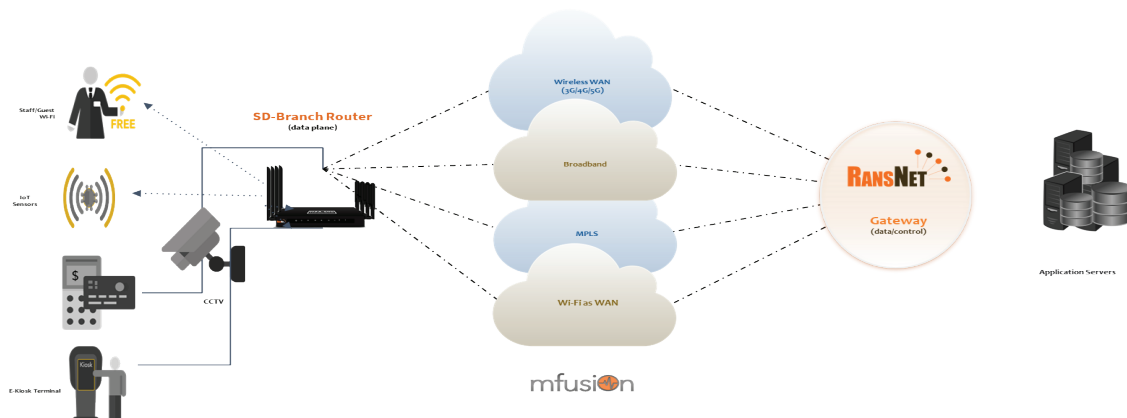 Staff/Guest
Wi-Fi
FREE
IoT
Sensors
$
CCTV
Kiosk
E-Kiosk Terminal
SD-Branch Router
(data plane)
Wireless WAN
(3G/4G/5G)
Broadband
MPLS
Wi-Fi as WAN
mfusion
RANSNET
Gateway
(data/control)
Application Servers